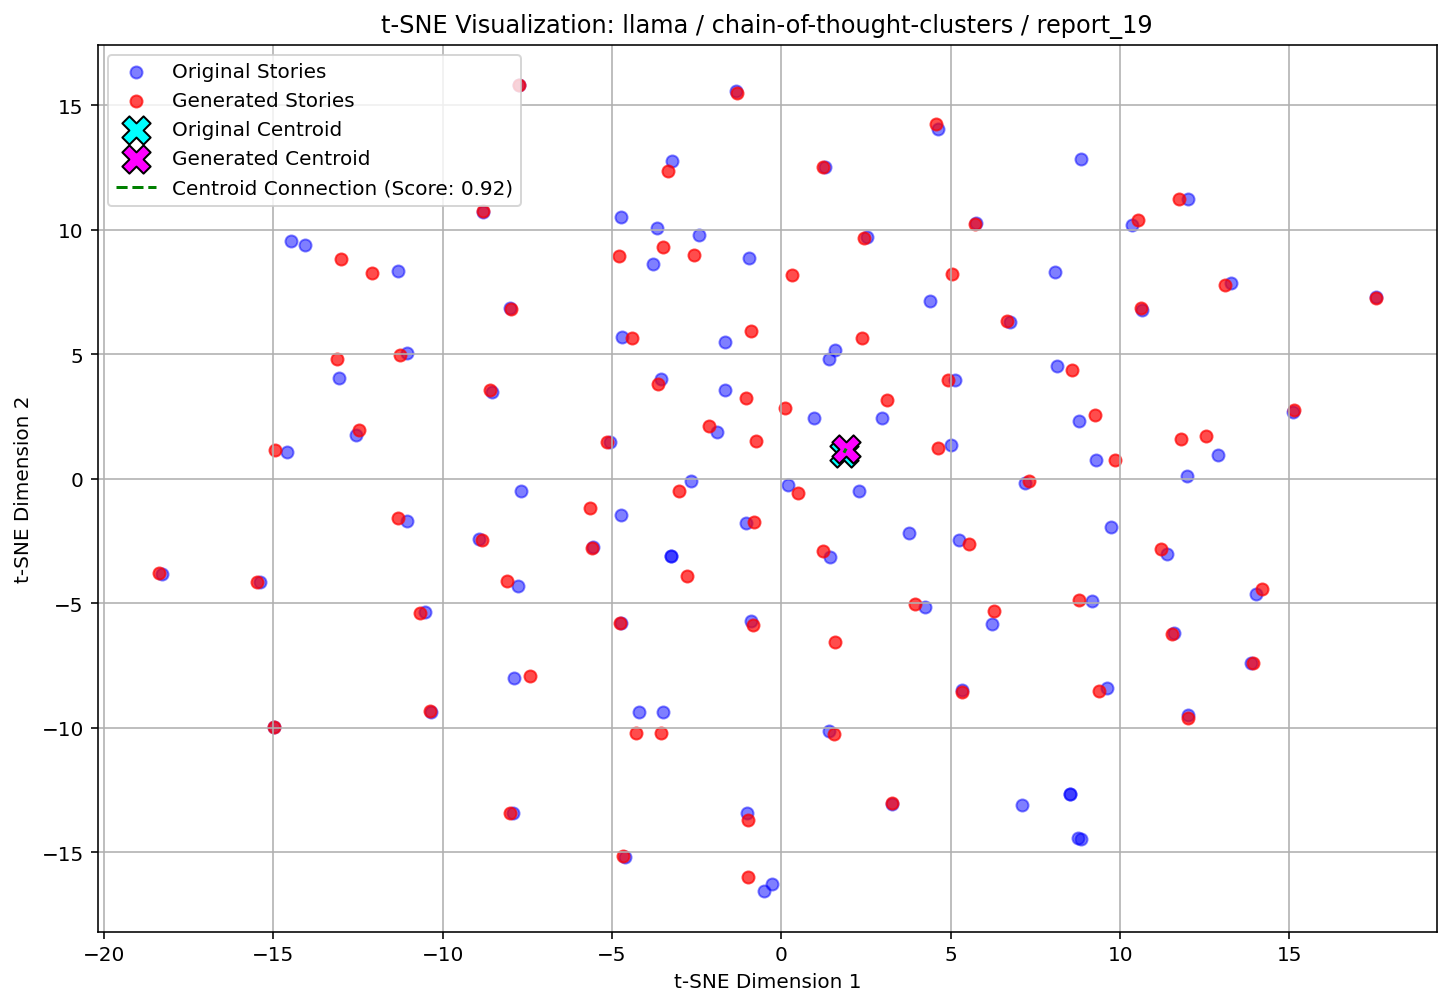 t-SNE Visualization: llama / chain-of-thought-clusters / report_19
Original Stories
Generated Stories
Original Centroid
Generated Centroid
Centroid Connection (Score: 0.92)
15
10
5
0
−5
−10
−15
t-SNE Dimension 2
−20
−15
−10
−5
0
5
10
15
t-SNE Dimension 1